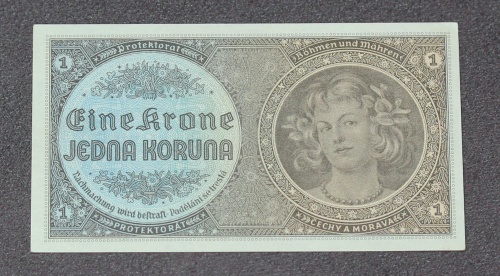 1
Protektorat
Böhmen und Mähren
1
Eine Krone
JEDNA KORUNA
Nachmachung wird bestraft. Padělání se trestá
1
PROTEKTORÁT
ČECHY A MORAVA
1